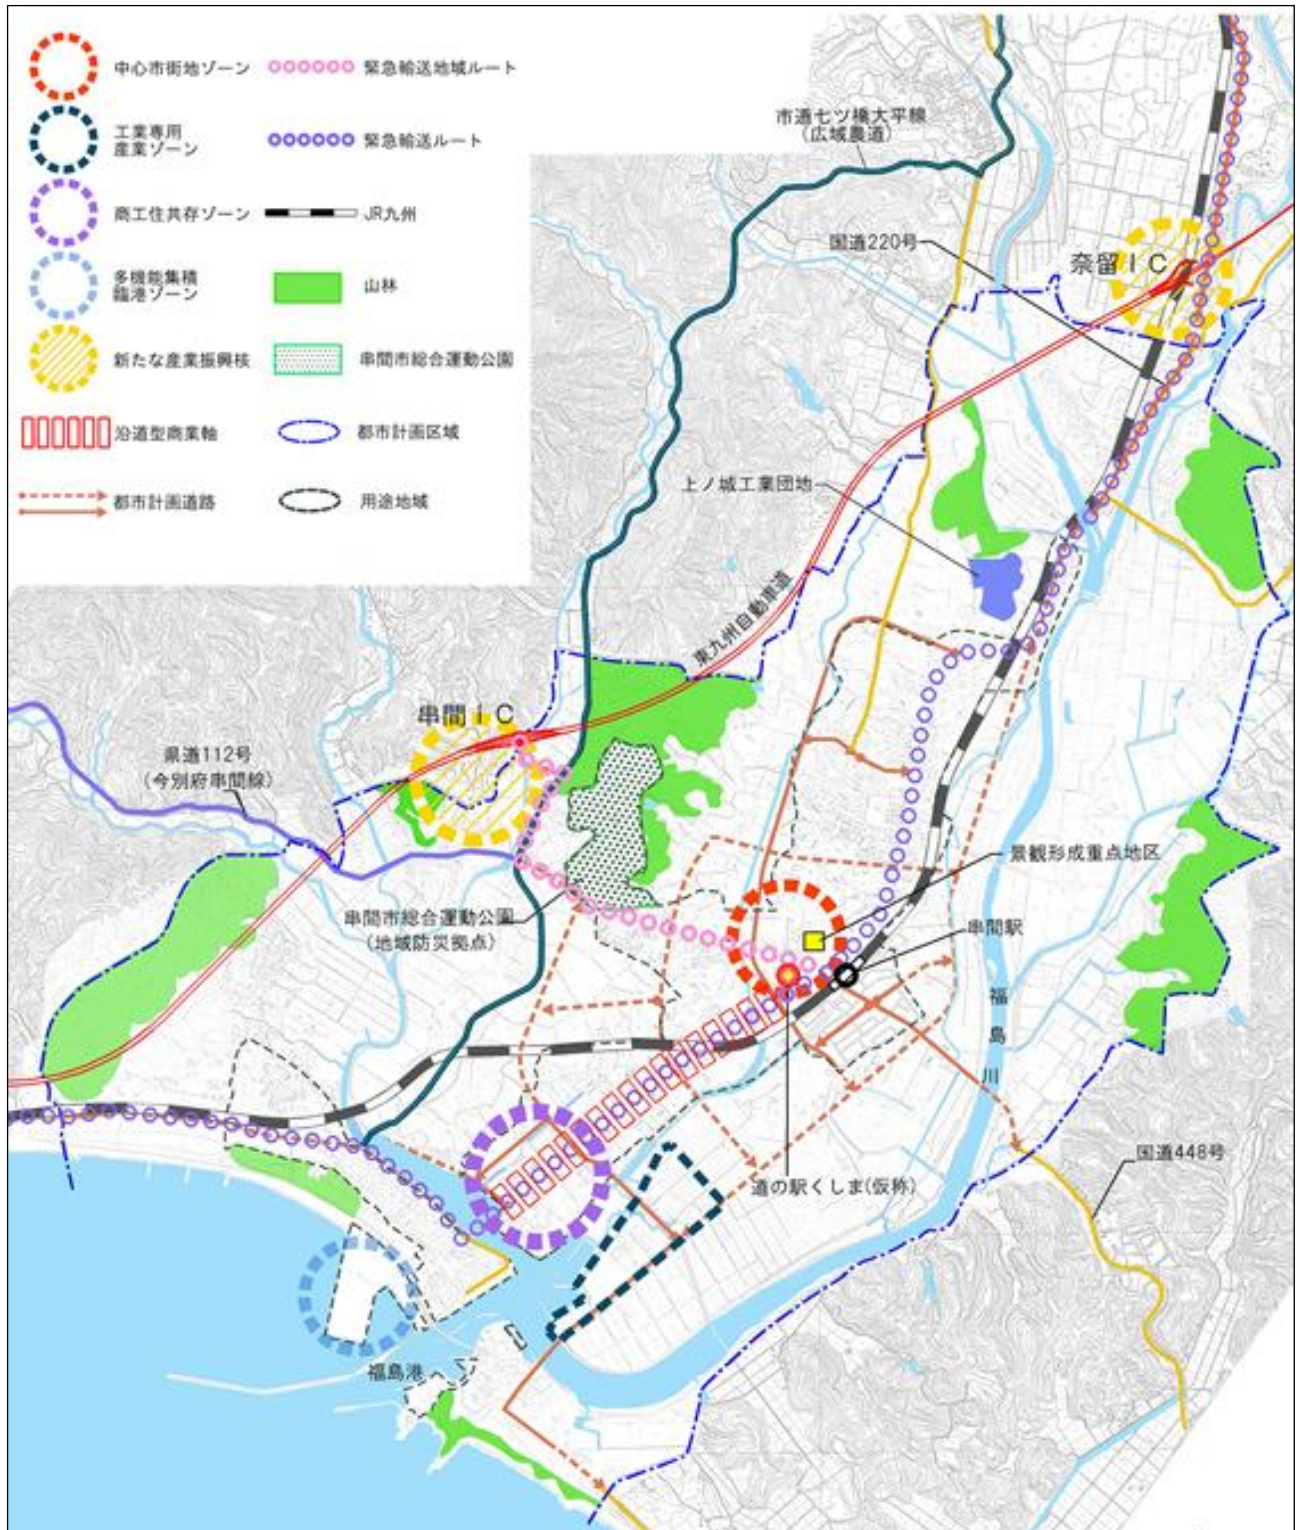 中心市街地ゾーン
緊急輸送地域ルート
工業専用
産業ゾーン
緊急輸送ルート
商工住共存ゾーン
JR九州
多機能集積
臨港ゾーン
山林
新たな産業振興核
串間市総合運動公園
沿道型商業軸
都市計画区域
都市計画道路
用途地域
市道七ツ橋大平線
(広域農道)
国道220号
奈留IC
上ノ城工業団地
東九州自動車道
串間iC
県道112号
(今別府串間線)
景観形成重点地区
串間市総合運動公園
(地域防災拠点)
串間駅
福島川
国道448号
道の駅くしま(仮称)
福島港